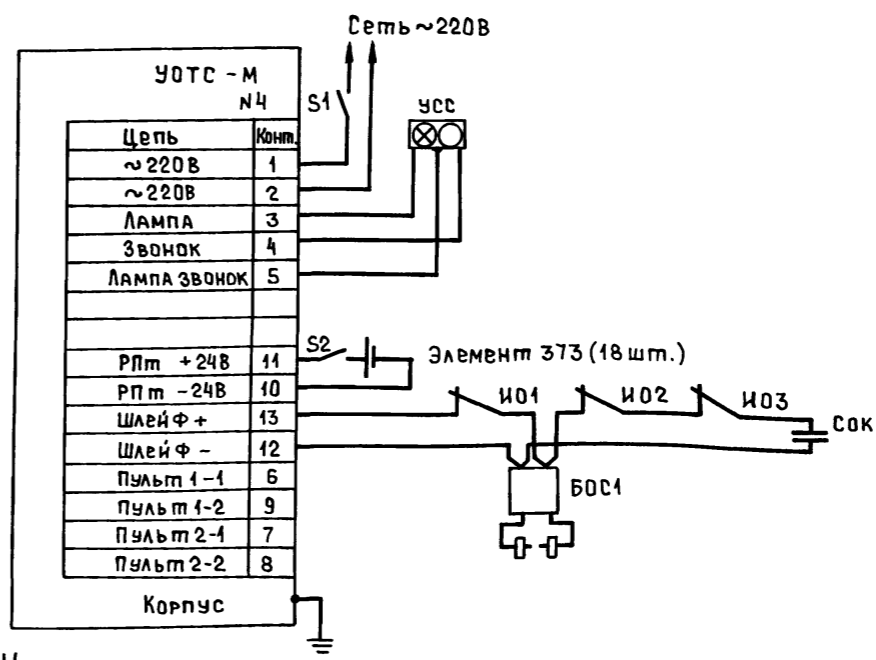 Сеть ~220В
УОТС - М
N4
S1
УСС
Цепь Конт.
~220В 1
~220В 2
Лампа 3
Звонок 4
Лампа звонок 5
S2
Элемент 373 (18 шт.)
РПт +24В 11
РПт -24В 10
ИО1
ИО2
ИО3
Шлейф + 13
Сок
Шлейф - 12
Пульт 1-1 6
БОС1
Пульт 1-2 9
Пульт 2-1 7
Пульт 2-2 8
Корпус